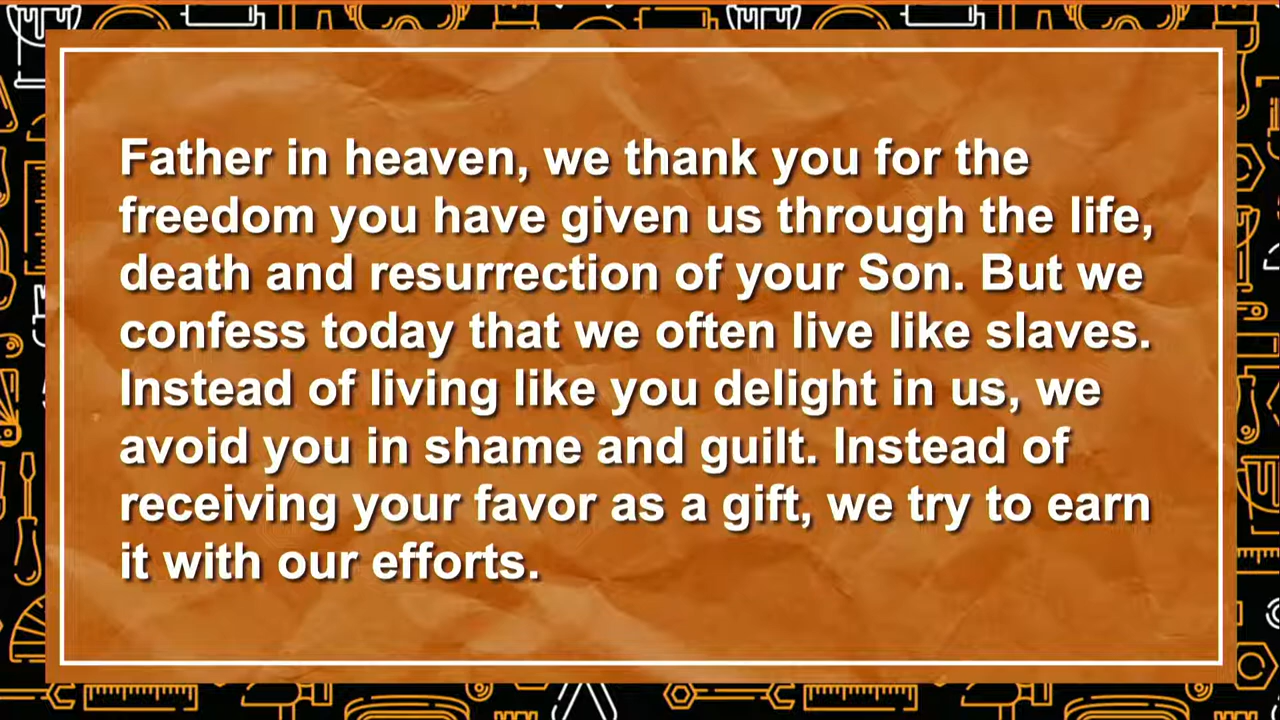 Father in heaven, we thank you for the
freedom you have given us through the life,
death and resurrection of your Son. But we
confess today that we often live like slaves.
Instead of living like you delight in us, we
avoid you in shame and guilt. Instead of
receiving your favor as a gift, we try to earn
it with our efforts.